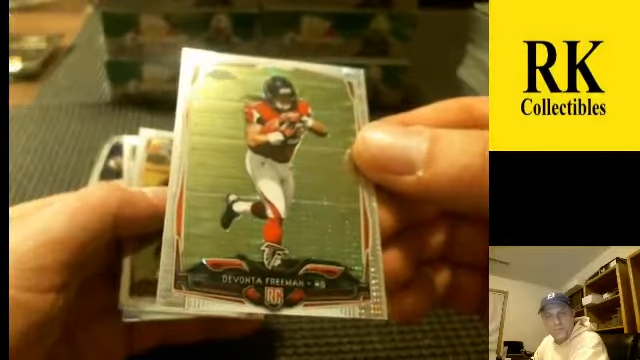 RK
Collectibles
DEVONTA FREEMAN • RB
RC